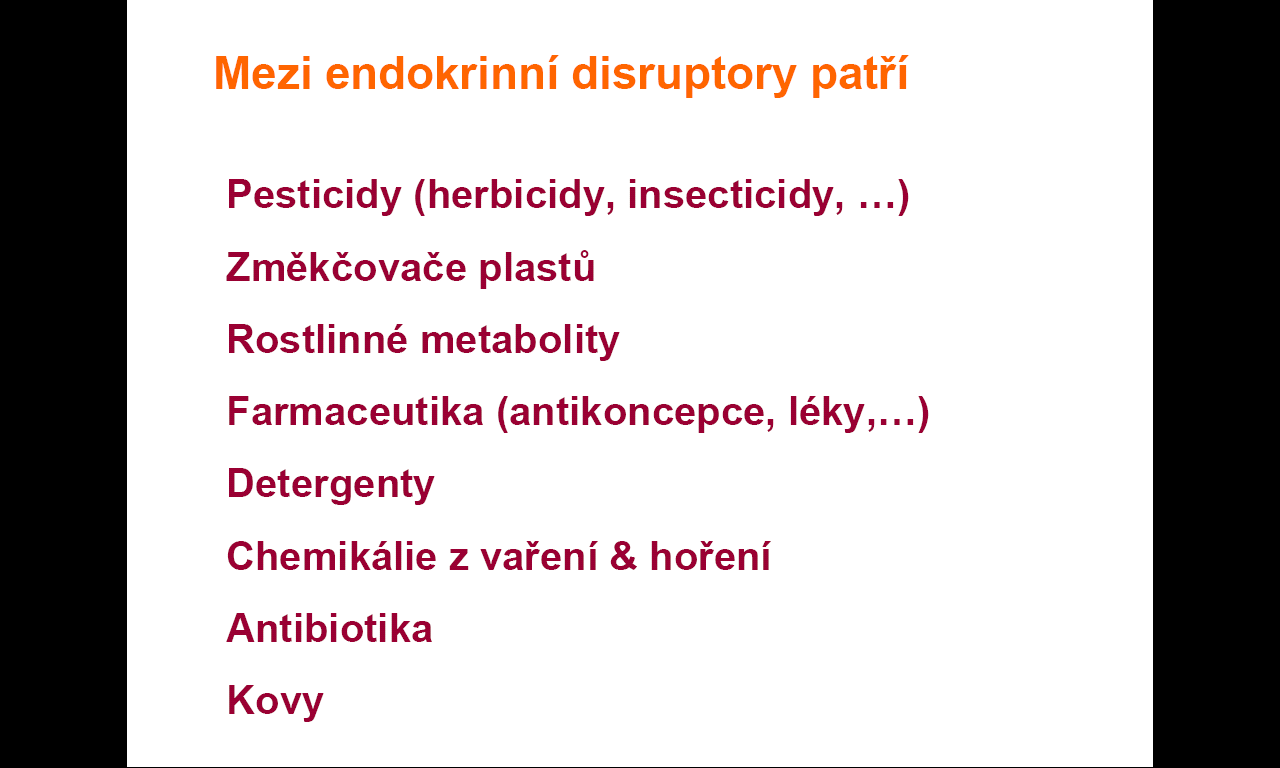 Mezi endokrinní disruptory patří
Pesticidy (herbicidy, insecticidy, …)
Změkčovače plastů
Rostlinné metabolity
Farmaceutika (antikoncepce, léky,…)
Detergenty
Chemikálie z vaření & hoření
Antibiotika
Kovy